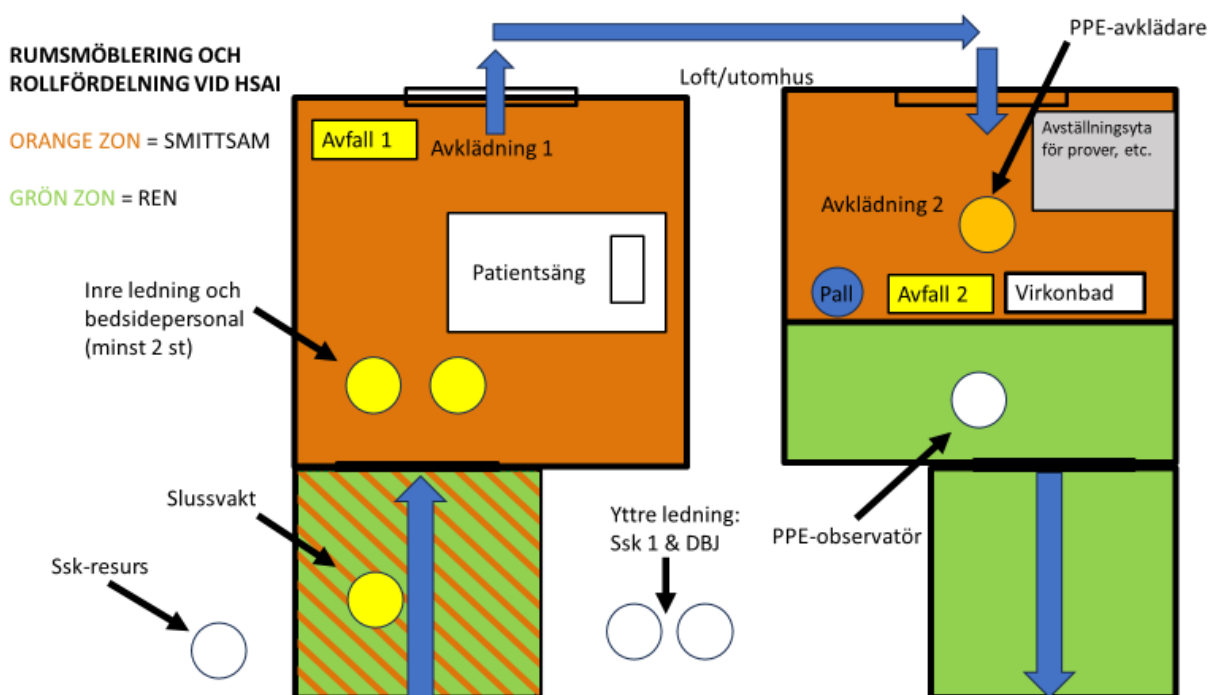 RUMSMÖBLERING OCH
ROLLFÖRDELNING VID HSAI
ORANGE ZON = SMITTSAM
GRÖN ZON = REN
PPE-avklädare
Loft/utomhus
Avfall 1
Avklädning 1
Avställningsyta
för prover, etc.
Avklädning 2
Patientsäng
Inre ledning och
bedsidepersonal
(minst 2 st)
Pall
Avfall 2
Virkonbad
Slussvakt
Yttre ledning:
Ssk 1 & DBJ
PPE-observatör
Ssk-resurs